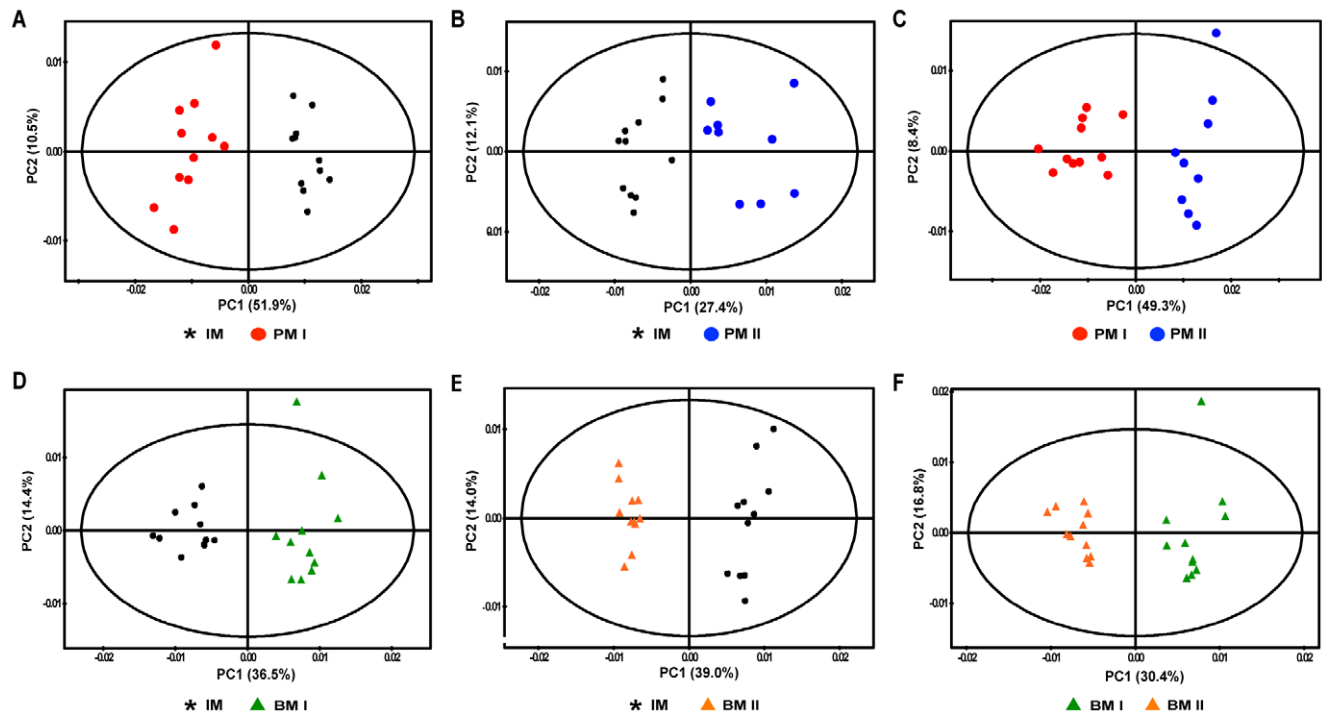 A
0.01
0.00
-0.01
PC2 (10.5%)
-0.02 0.00 0.02
PC1 (51.9%)
* IM PM I
B
0.01
0.00
-0.01
PC2 (12.1%)
-0.02 -0.01 0.00 0.01 0.02
PC1 (27.4%)
* IM PM II
C
0.01
0.00
-0.01
PC2 (8.4%)
-0.02 0.00 0.02
PC1 (49.3%)
PM I PM II
D
0.01
0.00
-0.01
PC2 (14.4%)
-0.02 -0.01 0.00 0.01 0.02
PC1 (36.5%)
* IM BM I
E
0.01
0.00
-0.01
PC2 (14.0%)
-0.02 -0.01 0.00 0.01 0.02
PC1 (39.0%)
* IM BM II
F
0.02
0.01
0.00
-0.01
PC2 (16.8%)
-0.02 -0.01 0.00 0.01 0.02
PC1 (30.4%)
BM I BM II